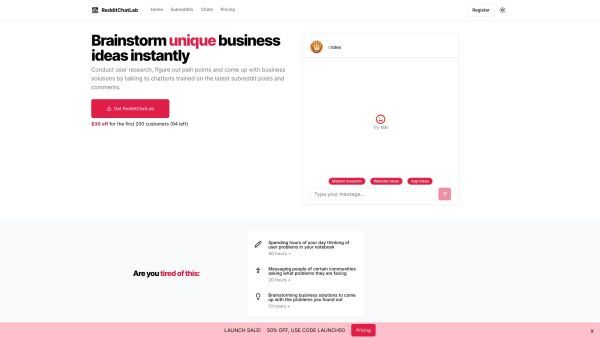 RedditChatLab
Home Subreddits Chats Pricing
Register
Brainstorm unique business
ideas instantly
Conduct user research, figure out pain points and come up with business
solutions by talking to chatbots trained on the latest subreddit posts and
comments.
Get RedditChatLab
$30 off for the first 200 customers (94 left)
Try Me!
Market research Website ideas App ideas
Type your message...
Are you tired of this:
Spending hours of your day thinking of
user problems in your notebook
30 hours +
Messaging people of certain communities
asking what problems they are facing
20 hours +
Brainstorming business solutions to come
up with the problems you found out
10 hours +
LAUNCH SALE! 50% OFF, USE CODE LAUNCH50 Pricing X